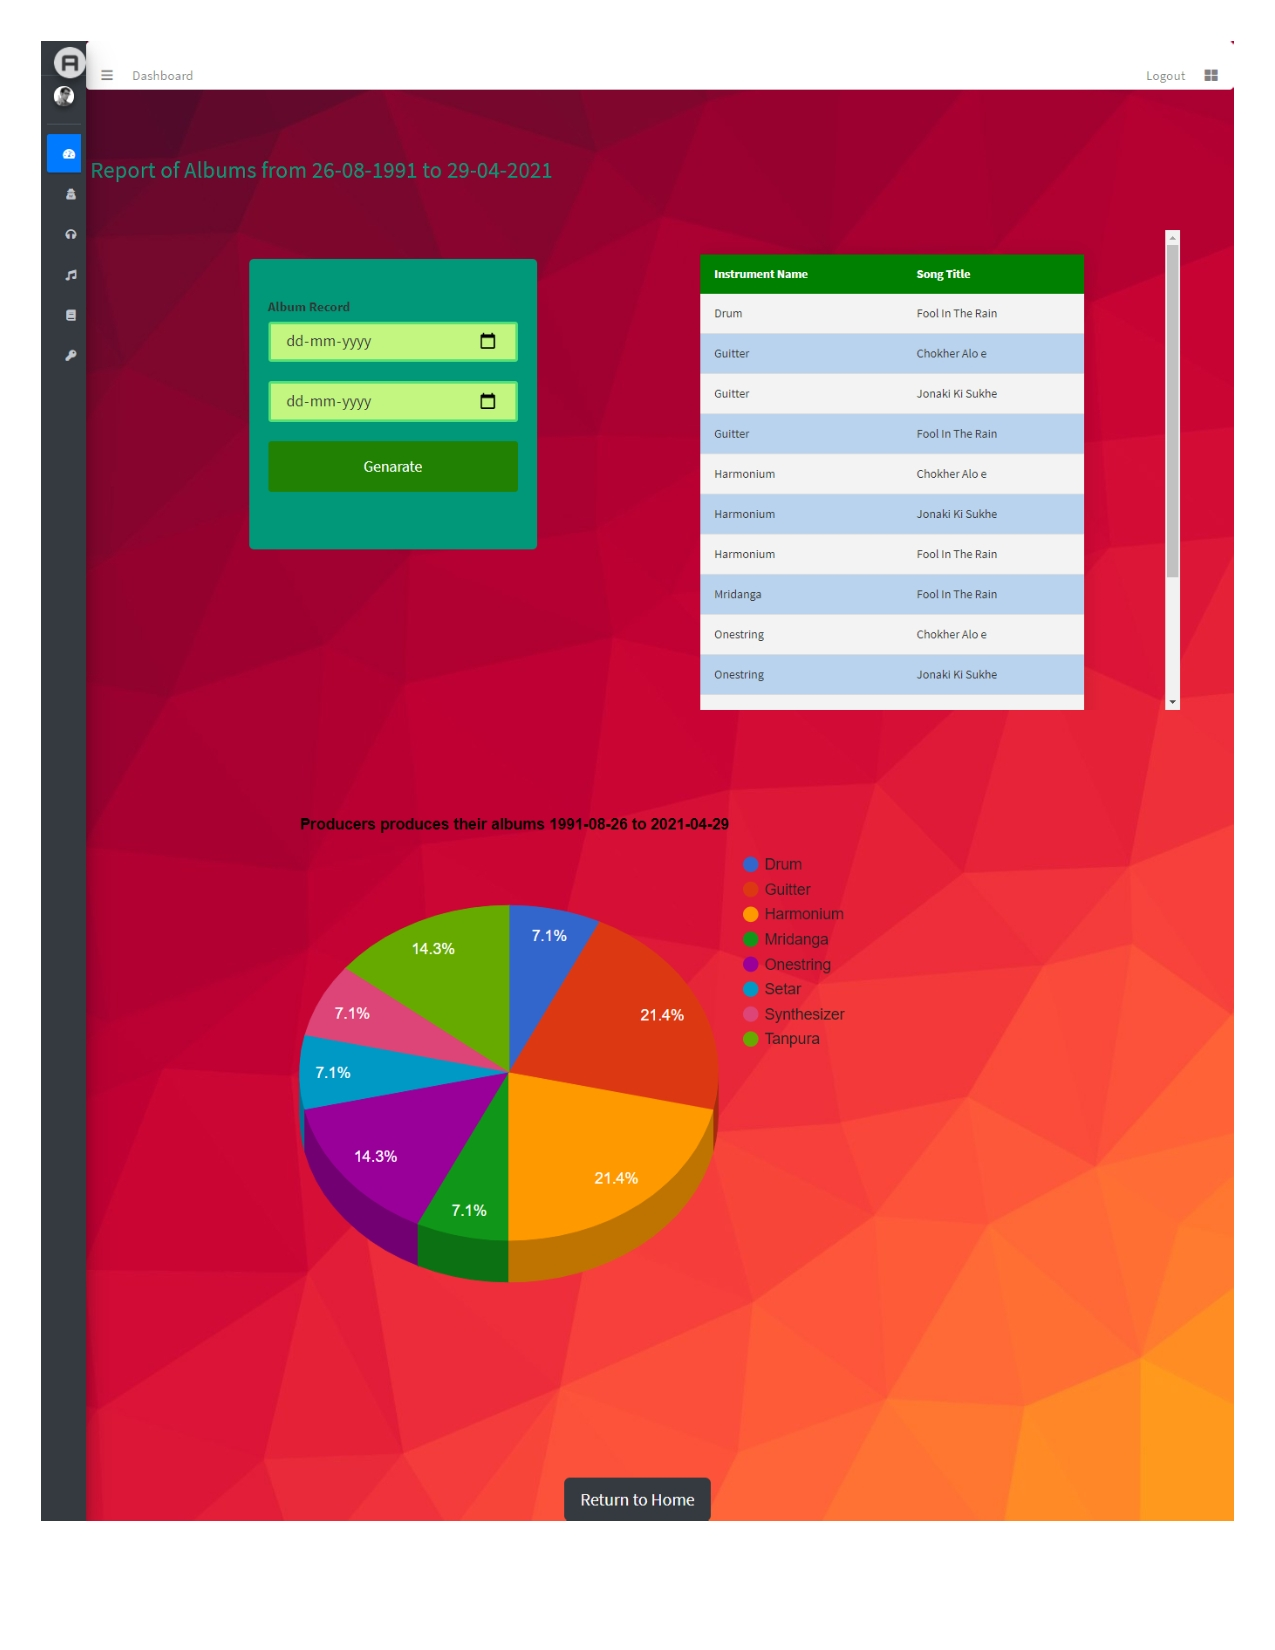 Dashboard
Logout
Report of Albums from 26-08-1991 to 29-04-2021
Album Record
dd-mm-yyyy
dd-mm-yyyy
Genarate
Instrument Name Song Title
Drum Fool In The Rain
Guitter Chokher Alo e
Guitter Jonaki Ki Sukhe
Guitter Fool In The Rain
Harmonium Chokher Alo e
Harmonium Jonaki Ki Sukhe
Harmonium Fool In The Rain
Mridanga Fool In The Rain
Onestring Chokher Alo e
Onestring Jonaki Ki Sukhe
Producers produces their albums 1991-08-26 to 2021-04-29
Drum
Guitter
Harmonium
Mridanga
Onestring
Setar
Synthesizer
Tanpura
14.3%
7.1%
7.1%
21.4%
7.1%
14.3%
21.4%
7.1%
Return to Home